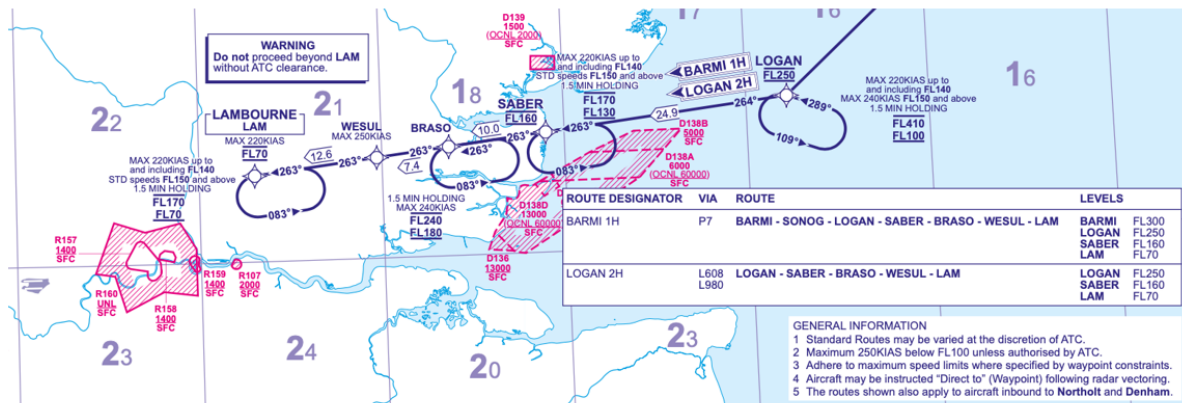 D139
1500
(OCNL 2000)
SFC
17
16
WARNING
Do not proceed beyond LAM
without ATC clearance.
MAX 220KIAS up to
and including FL140
STD speeds FL150 and above
1.5 MIN HOLDING
FL170
FL130
BARMI 1H
LOGAN 2H
LOGAN
FL250
MAX 220KIAS up to
and including FL140
MAX 240KIAS FL150 and above
1.5 MIN HOLDING
FL410
FL100
16
18
21
22
SABER
FL160
264°
289°
109°
24.9
LAMBOURNE
LAM
MAX 220KIAS
FL70
WESUL
MAX 250KIAS
BRASO
10.0
263°
263°
263°
263°
263°
263°
12.6
7.4
083°
083°
083°
MAX 220KIAS up to
and including FL140
STD speeds FL150 and above
1.5 MIN HOLDING
FL170
FL70
1.5 MIN HOLDING
MAX 240KIAS
FL240
FL180
D138B
5000
SFC
D138A
6000
(OCNL 60000)
SFC
D138D
13000
(OCNL 60000)
SFC
D136
13000
SFC
R157
1400
SFC
R160
UNL
SFC
R158
1400
SFC
R159
1400
SFC
R107
2000
SFC
ROUTE DESIGNATOR VIA ROUTE LEVELS
BARMI 1H P7 BARMI - SONOG - LOGAN - SABER - BRASO - WESUL - LAM BARMI FL300
LOGAN FL250
SABER FL160
LAM FL70
LOGAN 2H L608 LOGAN - SABER - BRASO - WESUL - LAM LOGAN FL250
L980 SABER FL160
LAM FL70
23
24
20
23
GENERAL INFORMATION
1 Standard Routes may be varied at the discretion of ATC.
2 Maximum 250KIAS below FL100 unless authorised by ATC.
3 Adhere to maximum speed limits where specified by waypoint constraints.
4 Aircraft may be instructed "Direct to" (Waypoint) following radar vectoring.
5 The routes shown also apply to aircraft inbound to Northolt and Denham.